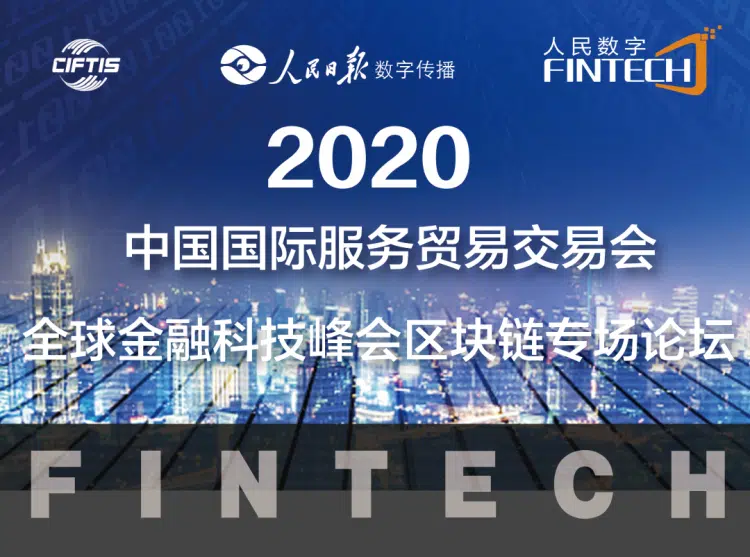 CIFTIS
人民日报 数字传播
人民数字
FINTECH
2020
中国国际服务贸易交易会
全球金融科技峰会区块链专场论坛
FINTECH